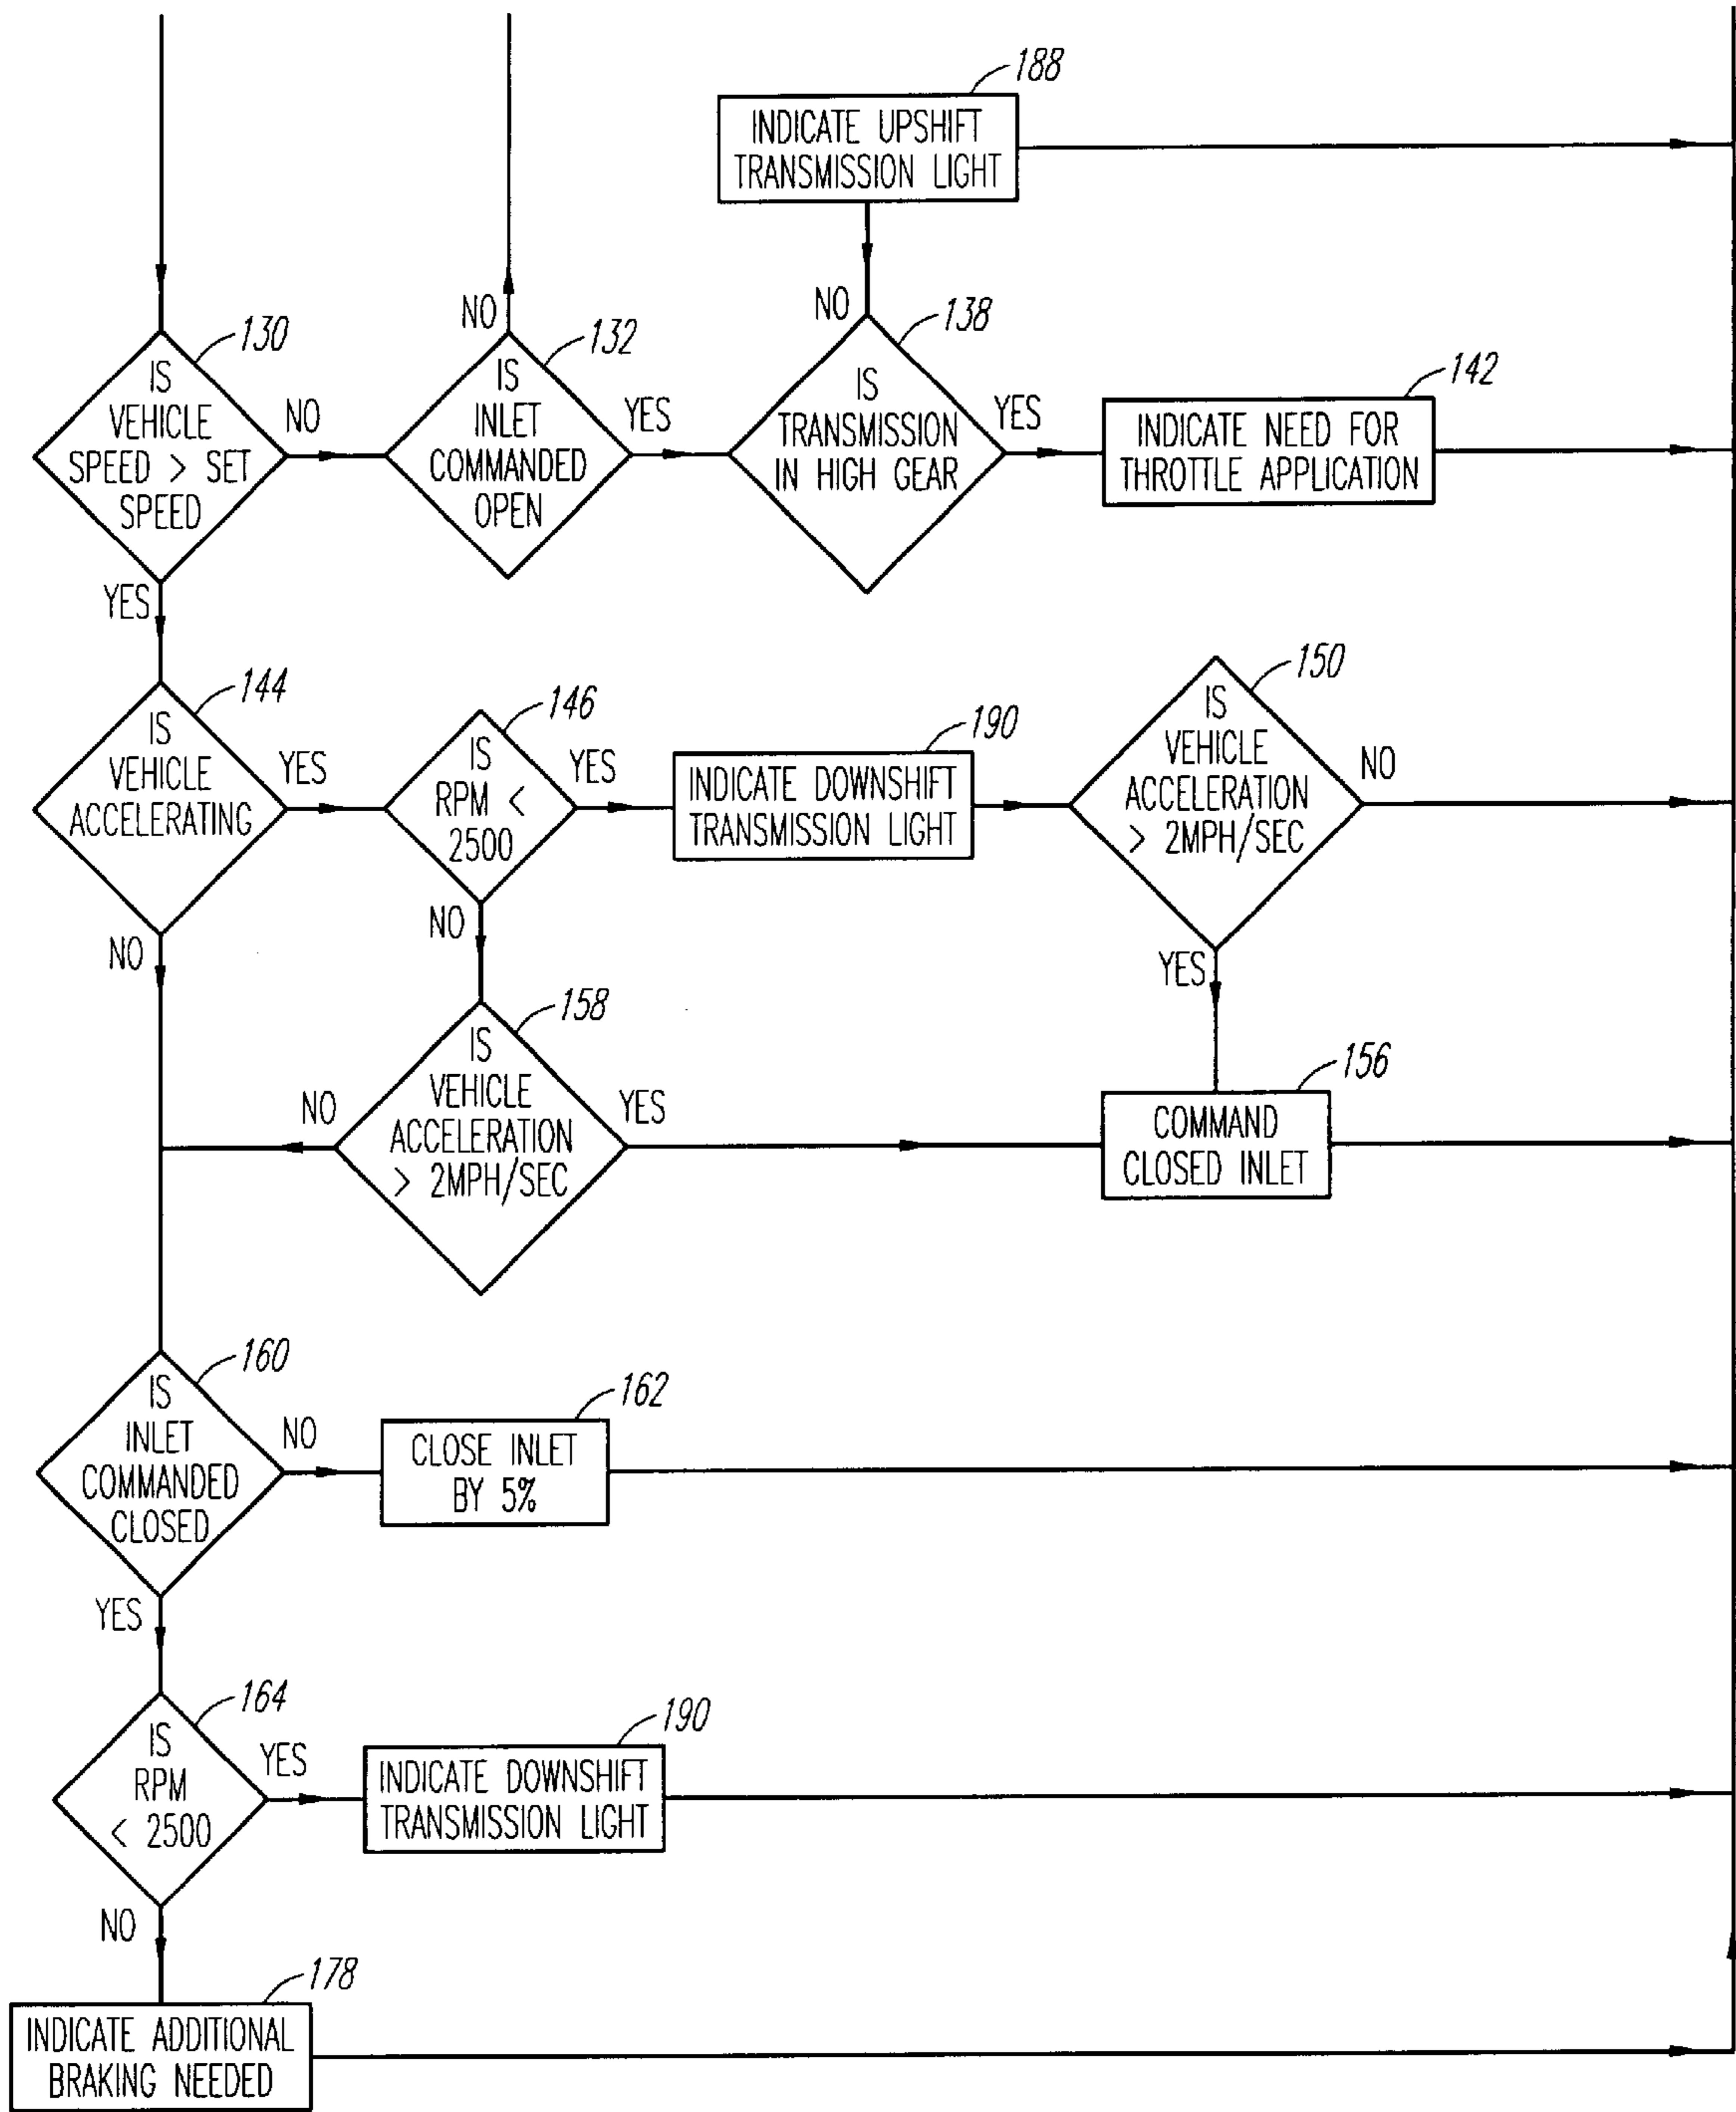 188
INDICATE UPSHIFT
TRANSMISSION LIGHT
130
IS
VEHICLE
SPEED > SET
SPEED
NO
YES
NO
132
IS
INLET
COMMANDED
OPEN
YES
NO
138
IS
TRANSMISSION
IN HIGH GEAR
YES
142
INDICATE NEED FOR
THROTTLE APPLICATION
144
IS
VEHICLE
ACCELERATING
YES
NO
146
IS
RPM <
2500
YES
NO
190
INDICATE DOWNSHIFT
TRANSMISSION LIGHT
150
IS
VEHICLE
ACCELERATION
> 2MPH/SEC
NO
YES
158
IS
VEHICLE
ACCELERATION
> 2MPH/SEC
NO
YES
156
COMMAND
CLOSED INLET
160
IS
INLET
COMMANDED
CLOSED
NO
YES
162
CLOSE INLET
BY 5%
164
IS
RPM
< 2500
YES
NO
190
INDICATE DOWNSHIFT
TRANSMISSION LIGHT
178
INDICATE ADDITIONAL
BRAKING NEEDED